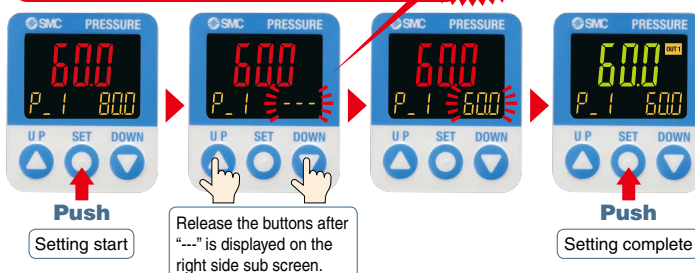 SMC PRESSURE
60.0
P_1 80.0
UP SET DOWN
Push
Setting start
SMC PRESSURE
60.0
P_1 ---
UP SET DOWN
Release the buttons after
“---” is displayed on the
right side sub screen.
SMC PRESSURE
60.0
P_1 60.0
UP SET DOWN
SMC PRESSURE
60.0 OUT1
P_1 60.0
UP SET DOWN
Push
Setting complete